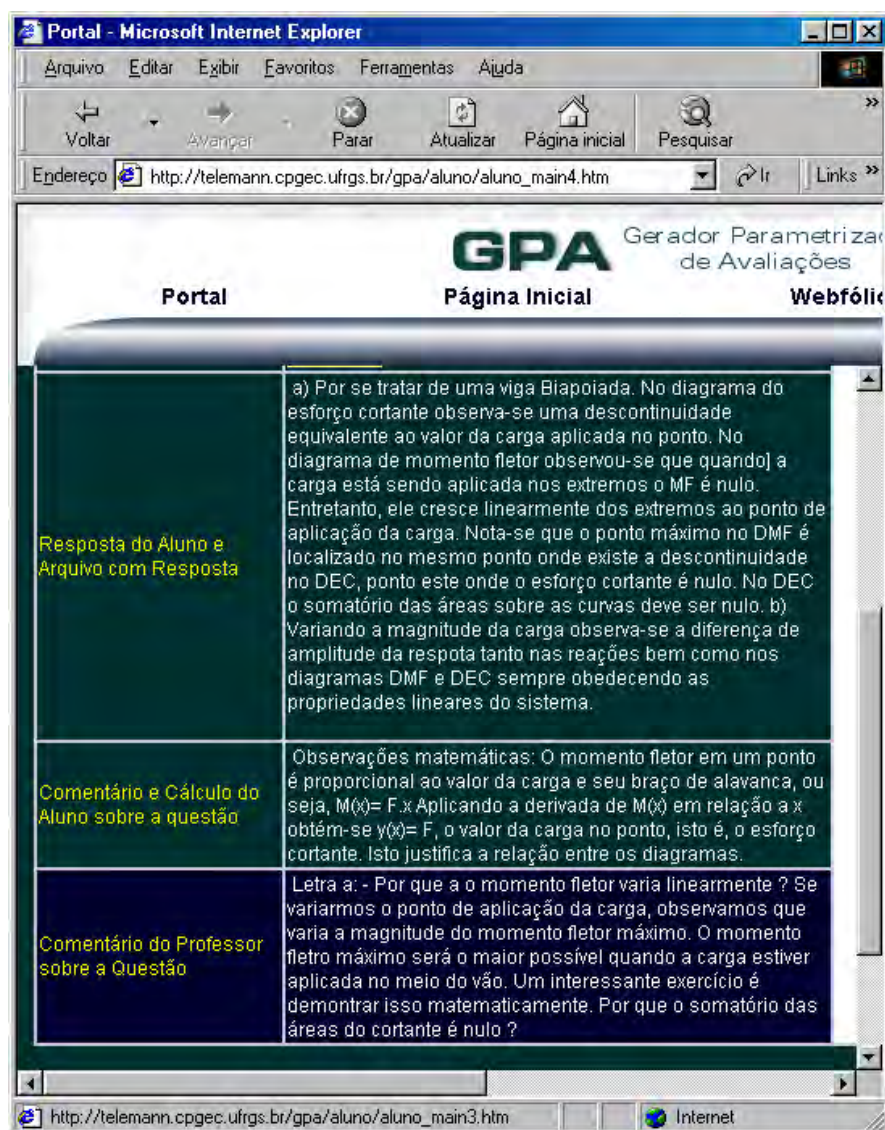 Portal - Microsoft Internet Explorer
Arquivo Editar Exibir Favoritos Ferramentas Ajuda
Voltar Avançar Parar Atualizar Página inicial Pesquisar »
Endereço http://telemann.cpgec.ufrgs.br/gpa/aluno/aluno_main4.htm Ir Links »
GPA Gerador Parametriza
de Avaliações
Portal Página Inicial Webfóli
a) Por se tratar de uma viga Biapoiada. No diagrama do
esforço cortante observa-se uma descontinuidade
equivalente ao valor da carga aplicada no ponto. No
diagrama de momento fletor observou-se que quando] a
carga está sendo aplicada nos extremos o MF é nulo.
Entretanto, ele cresce linearmente dos extremos ao ponto de
aplicação da carga. Nota-se que o ponto máximo no DMF é
localizado no mesmo ponto onde existe a descontinuidade
no DEC, ponto este onde o esforço cortante é nulo. No DEC
o somatório das áreas sobre as curvas deve ser nulo. b)
Variando a magnitude da carga observa-se a diferença de
amplitude da respota tanto nas reações bem como nos
diagramas DMF e DEC sempre obedecendo as
propriedades lineares do sistema.
Resposta do Aluno e
Arquivo com Resposta
Observações matemáticas: O momento fletor em um ponto
é proporcional ao valor da carga e seu braço de alavanca, ou
seja, M(x)= F.x Aplicando a derivada de M(x) em relação a x
obtém-se y(x)= F, o valor da carga no ponto, isto é, o esforço
cortante. Isto justifica a relação entre os diagramas.
Comentário e Cálculo do
Aluno sobre a questão
Letra a: - Por que a o momento fletor varia linearmente ? Se
variarmos o ponto de aplicação da carga, observamos que
varia a magnitude do momento fletor máximo. O momento
fletro máximo será o maior possível quando a carga estiver
aplicada no meio do vão. Um interessante exercício é
demontrar isso matematicamente. Por que o somatório das
áreas do cortante é nulo ?
Comentário do Professor
sobre a Questão
http://telemann.cpgec.ufrgs.br/gpa/aluno/aluno_main3.htm Internet